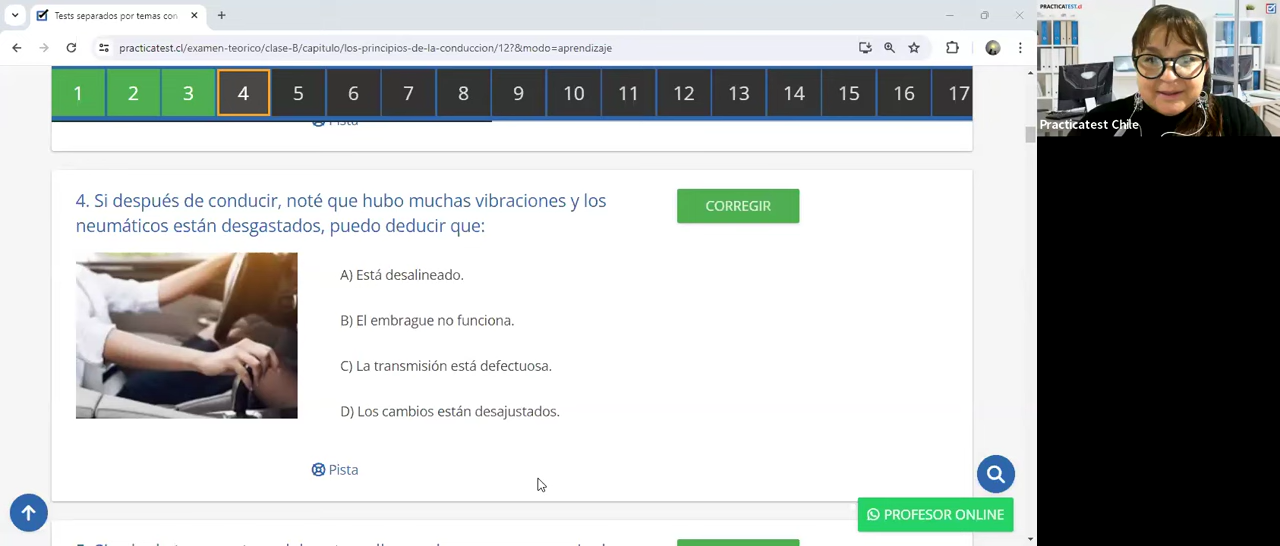 Tests separados por temas con
practicatest.cl/examen-teorico/clase-B/capitulo/los-principios-de-la-conduccion/12?&modo=aprendizaje
PRACTICATEST.cl
Practicatest Chile
1 2 3 4 5 6 7 8 9 10 11 12 13 14 15 16 17
Pista
4. Si después de conducir, noté que hubo muchas vibraciones y los
neumáticos están desgastados, puedo deducir que:
CORREGIR
A) Está desalineado.
B) El embrague no funciona.
C) La transmisión está defectuosa.
D) Los cambios están desajustados.
Pista
PROFESOR ONLINE